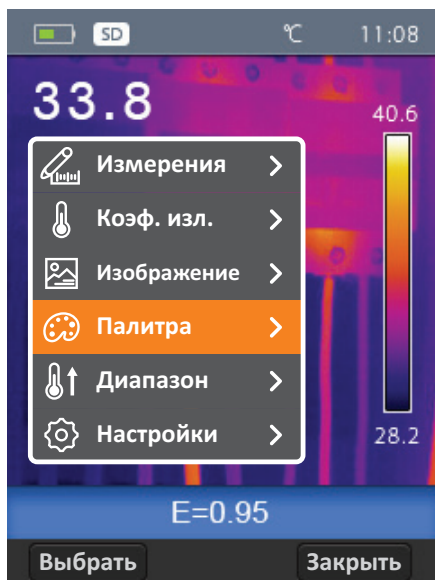 SD ℃ 11:08
33.8
40.6
Измерения
Коэф. изл.
Изображение
Палитра
Диапазон
Настройки
28.2
E=0.95
Выбрать Закрыть